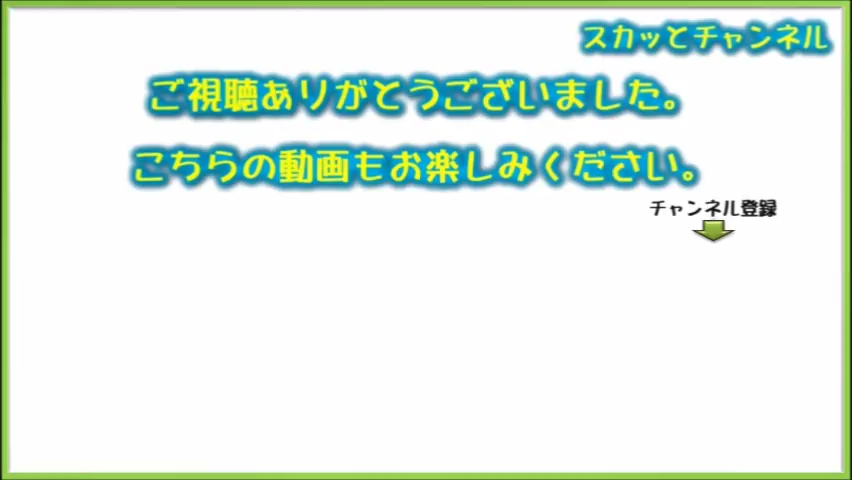 スカッとチャンネル
ご視聴ありがとうございました。
こちらの動画もお楽しみください。
チャンネル登録